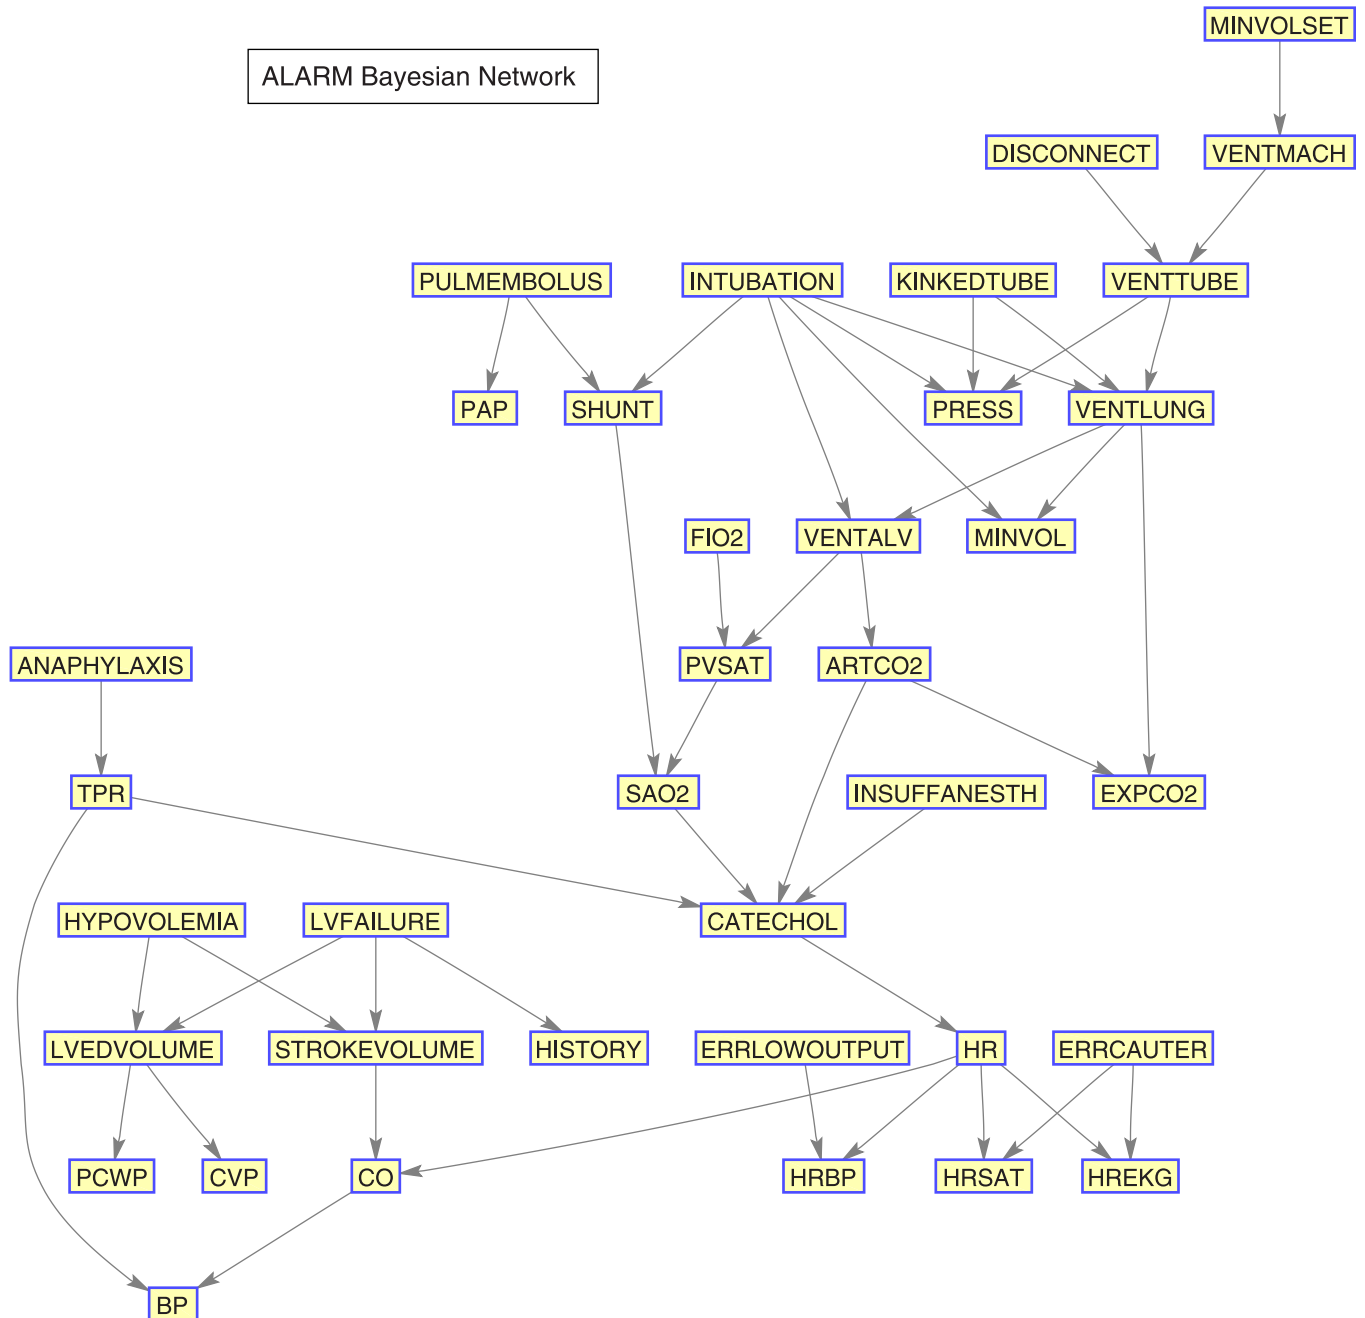 MINVOLSET
ALARM Bayesian Network
DISCONNECT
VENTMACH
PULMEMBOLUS
INTUBATION
KINKEDTUBE
VENTTUBE
PAP
SHUNT
PRESS
VENTLUNG
FIO2
VENTALV
MINVOL
ANAPHYLAXIS
PVSAT
ARTCO2
TPR
SAO2
INSUFFANESTH
EXPCO2
HYPOVOLEMIA
LVFAILURE
CATECHOL
LVEDVOLUME
STROKEVOLUME
HISTORY
ERRLOWOUTPUT
HR
ERRCAUTER
PCWP
CVP
CO
HRBP
HRSAT
HREKG
BP